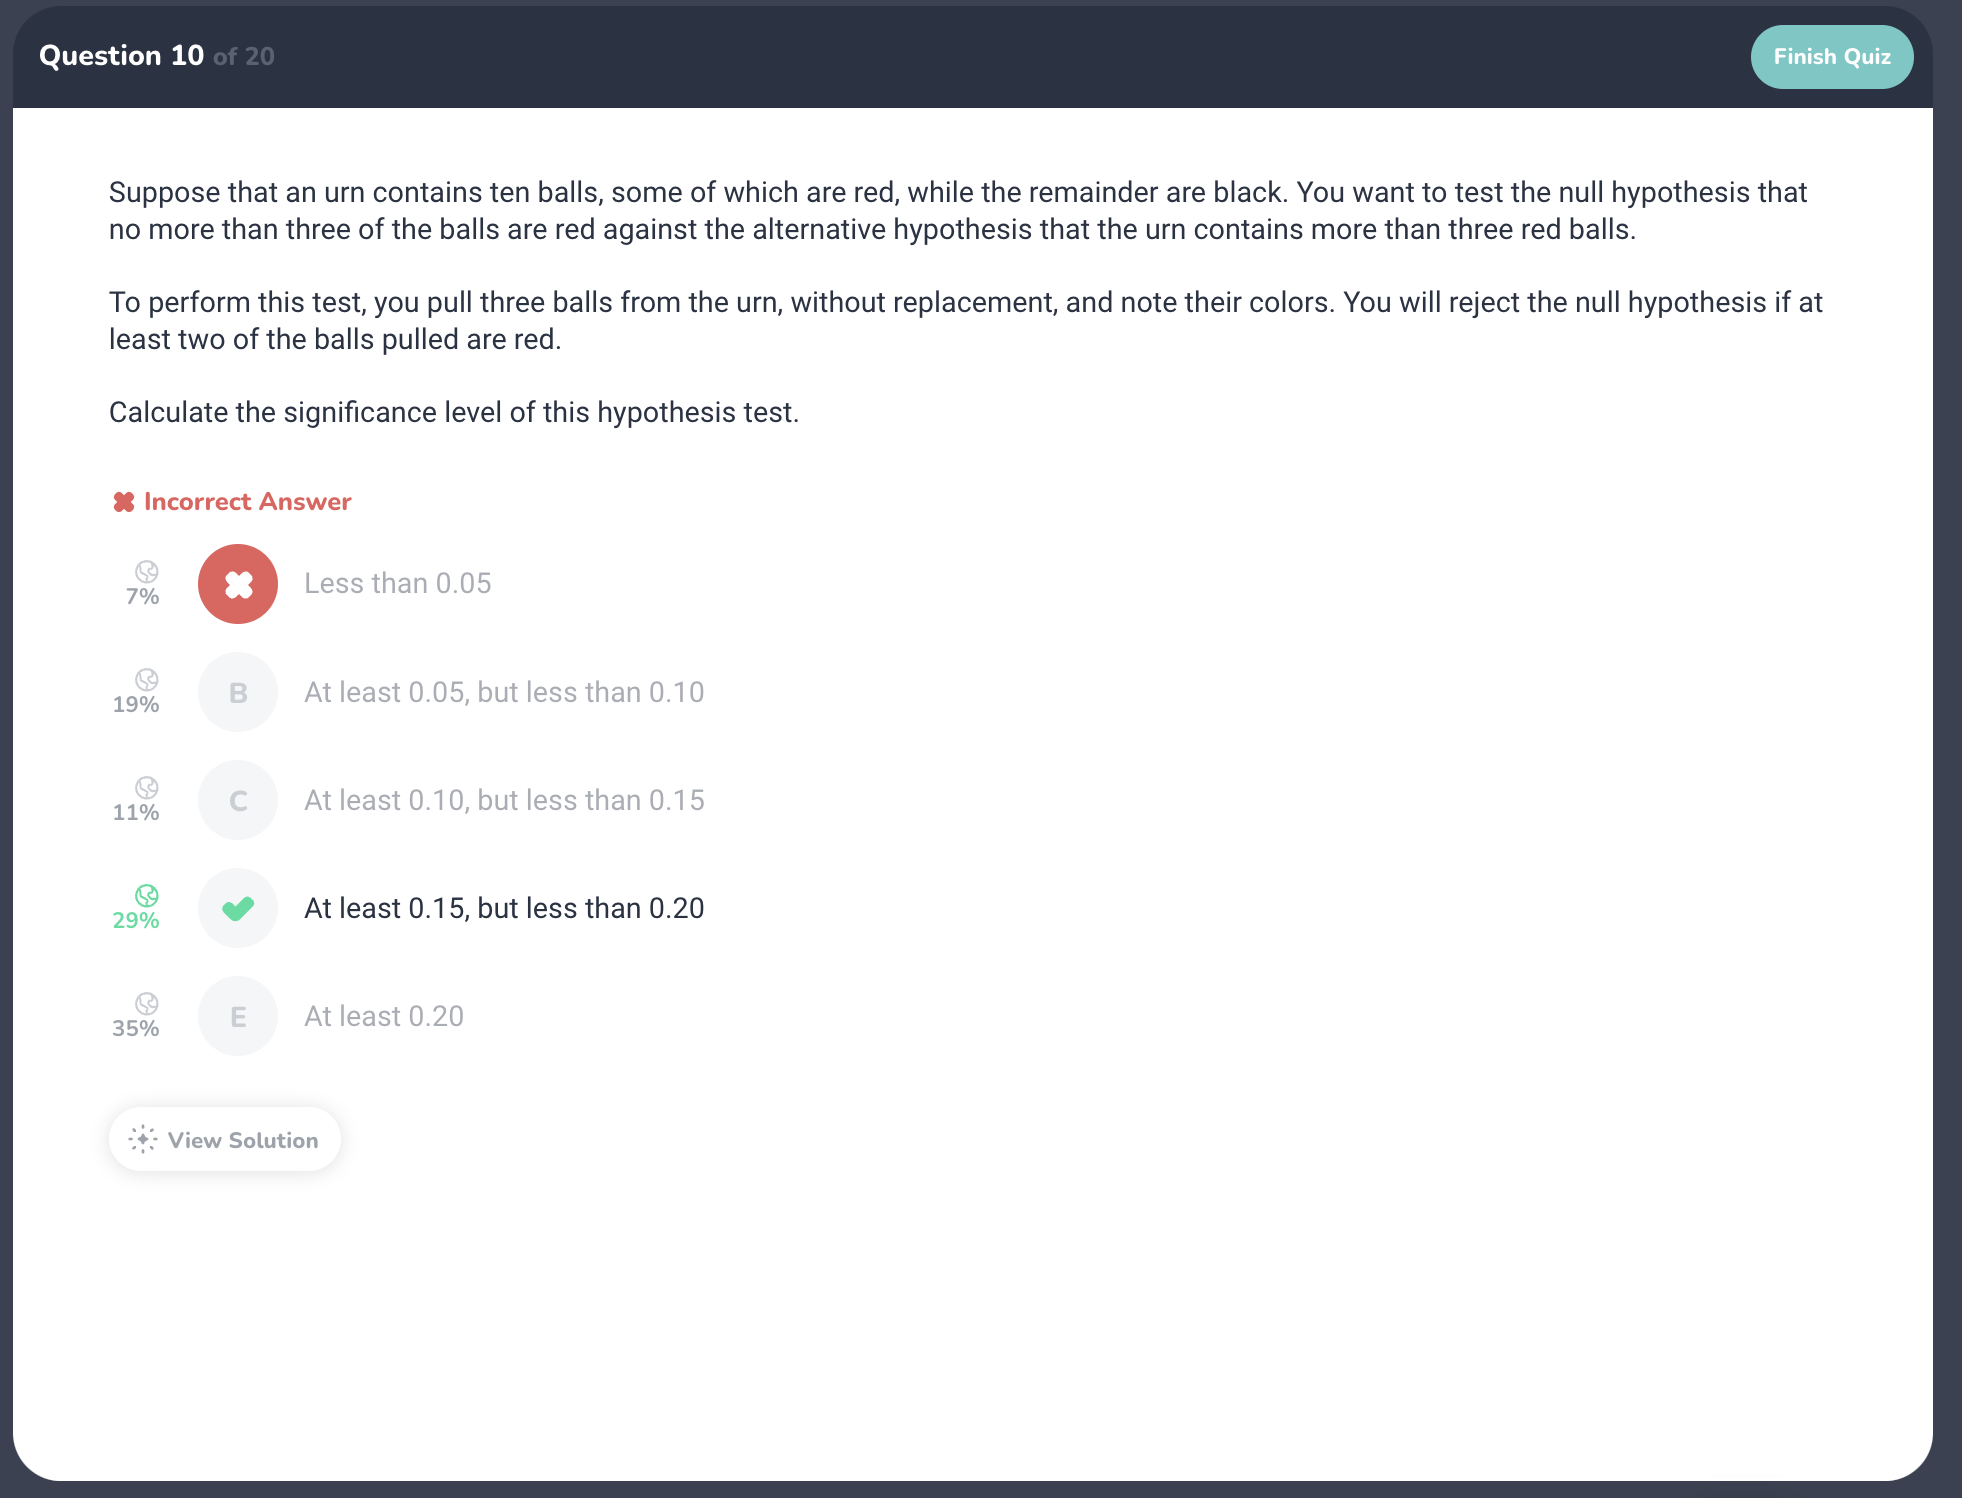 Question 10 of 20
Finish Quiz
Suppose that an urn contains ten balls, some of which are red, while the remainder are black. You want to test the null hypothesis that
no more than three of the balls are red against the alternative hypothesis that the urn contains more than three red balls.
To perform this test, you pull three balls from the urn, without replacement, and note their colors. You will reject the null hypothesis if at
least two of the balls pulled are red.
Calculate the significance level of this hypothesis test.
Incorrect Answer
7%
Less than 0.05
19%
B
At least 0.05, but less than 0.10
11%
C
At least 0.10, but less than 0.15
29%
At least 0.15, but less than 0.20
35%
E
At least 0.20
View Solution